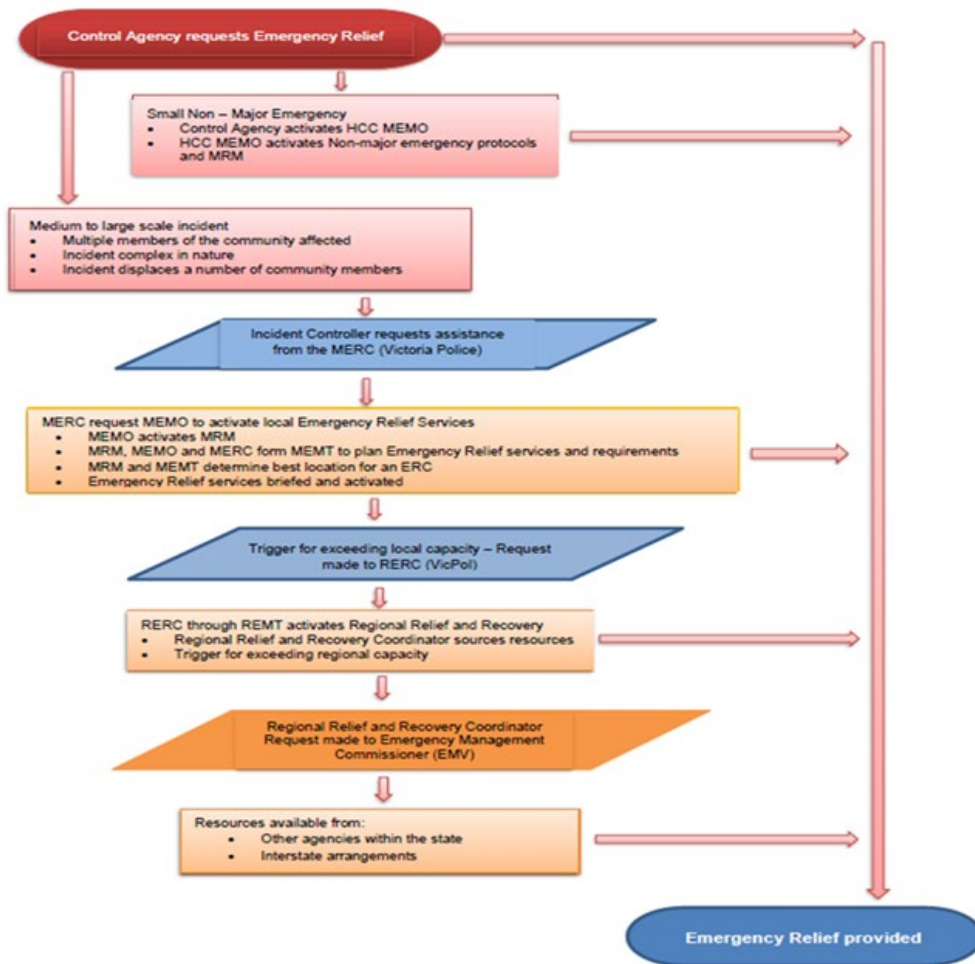 Control Agency requests Emergency Relief
Small Non – Major Emergency
• Control Agency activates HCC MEMO
• HCC MEMO activates Non-major emergency protocols
and MRM
Medium to large scale incident
• Multiple members of the community affected
• Incident complex in nature
• Incident displaces a number of community members
Incident Controller requests assistance
from the MERC (Victoria Police)
MERC request MEMO to activate local Emergency Relief Services
• MEMO activates MRM
• MRM, MEMO and MERC form MEMT to plan Emergency Relief services and requirements
• MRM and MEMT determine best location for an ERC
• Emergency Relief services briefed and activated
Trigger for exceeding local capacity – Request
made to RERC (VicPol)
RERC through REMT activates Regional Relief and Recovery
• Regional Relief and Recovery Coordinator sources resources
• Trigger for exceeding regional capacity
Regional Relief and Recovery Coordinator
Request made to Emergency Management
Commissioner (EMV)
Resources available from:
• Other agencies within the state
• Interstate arrangements
Emergency Relief provided